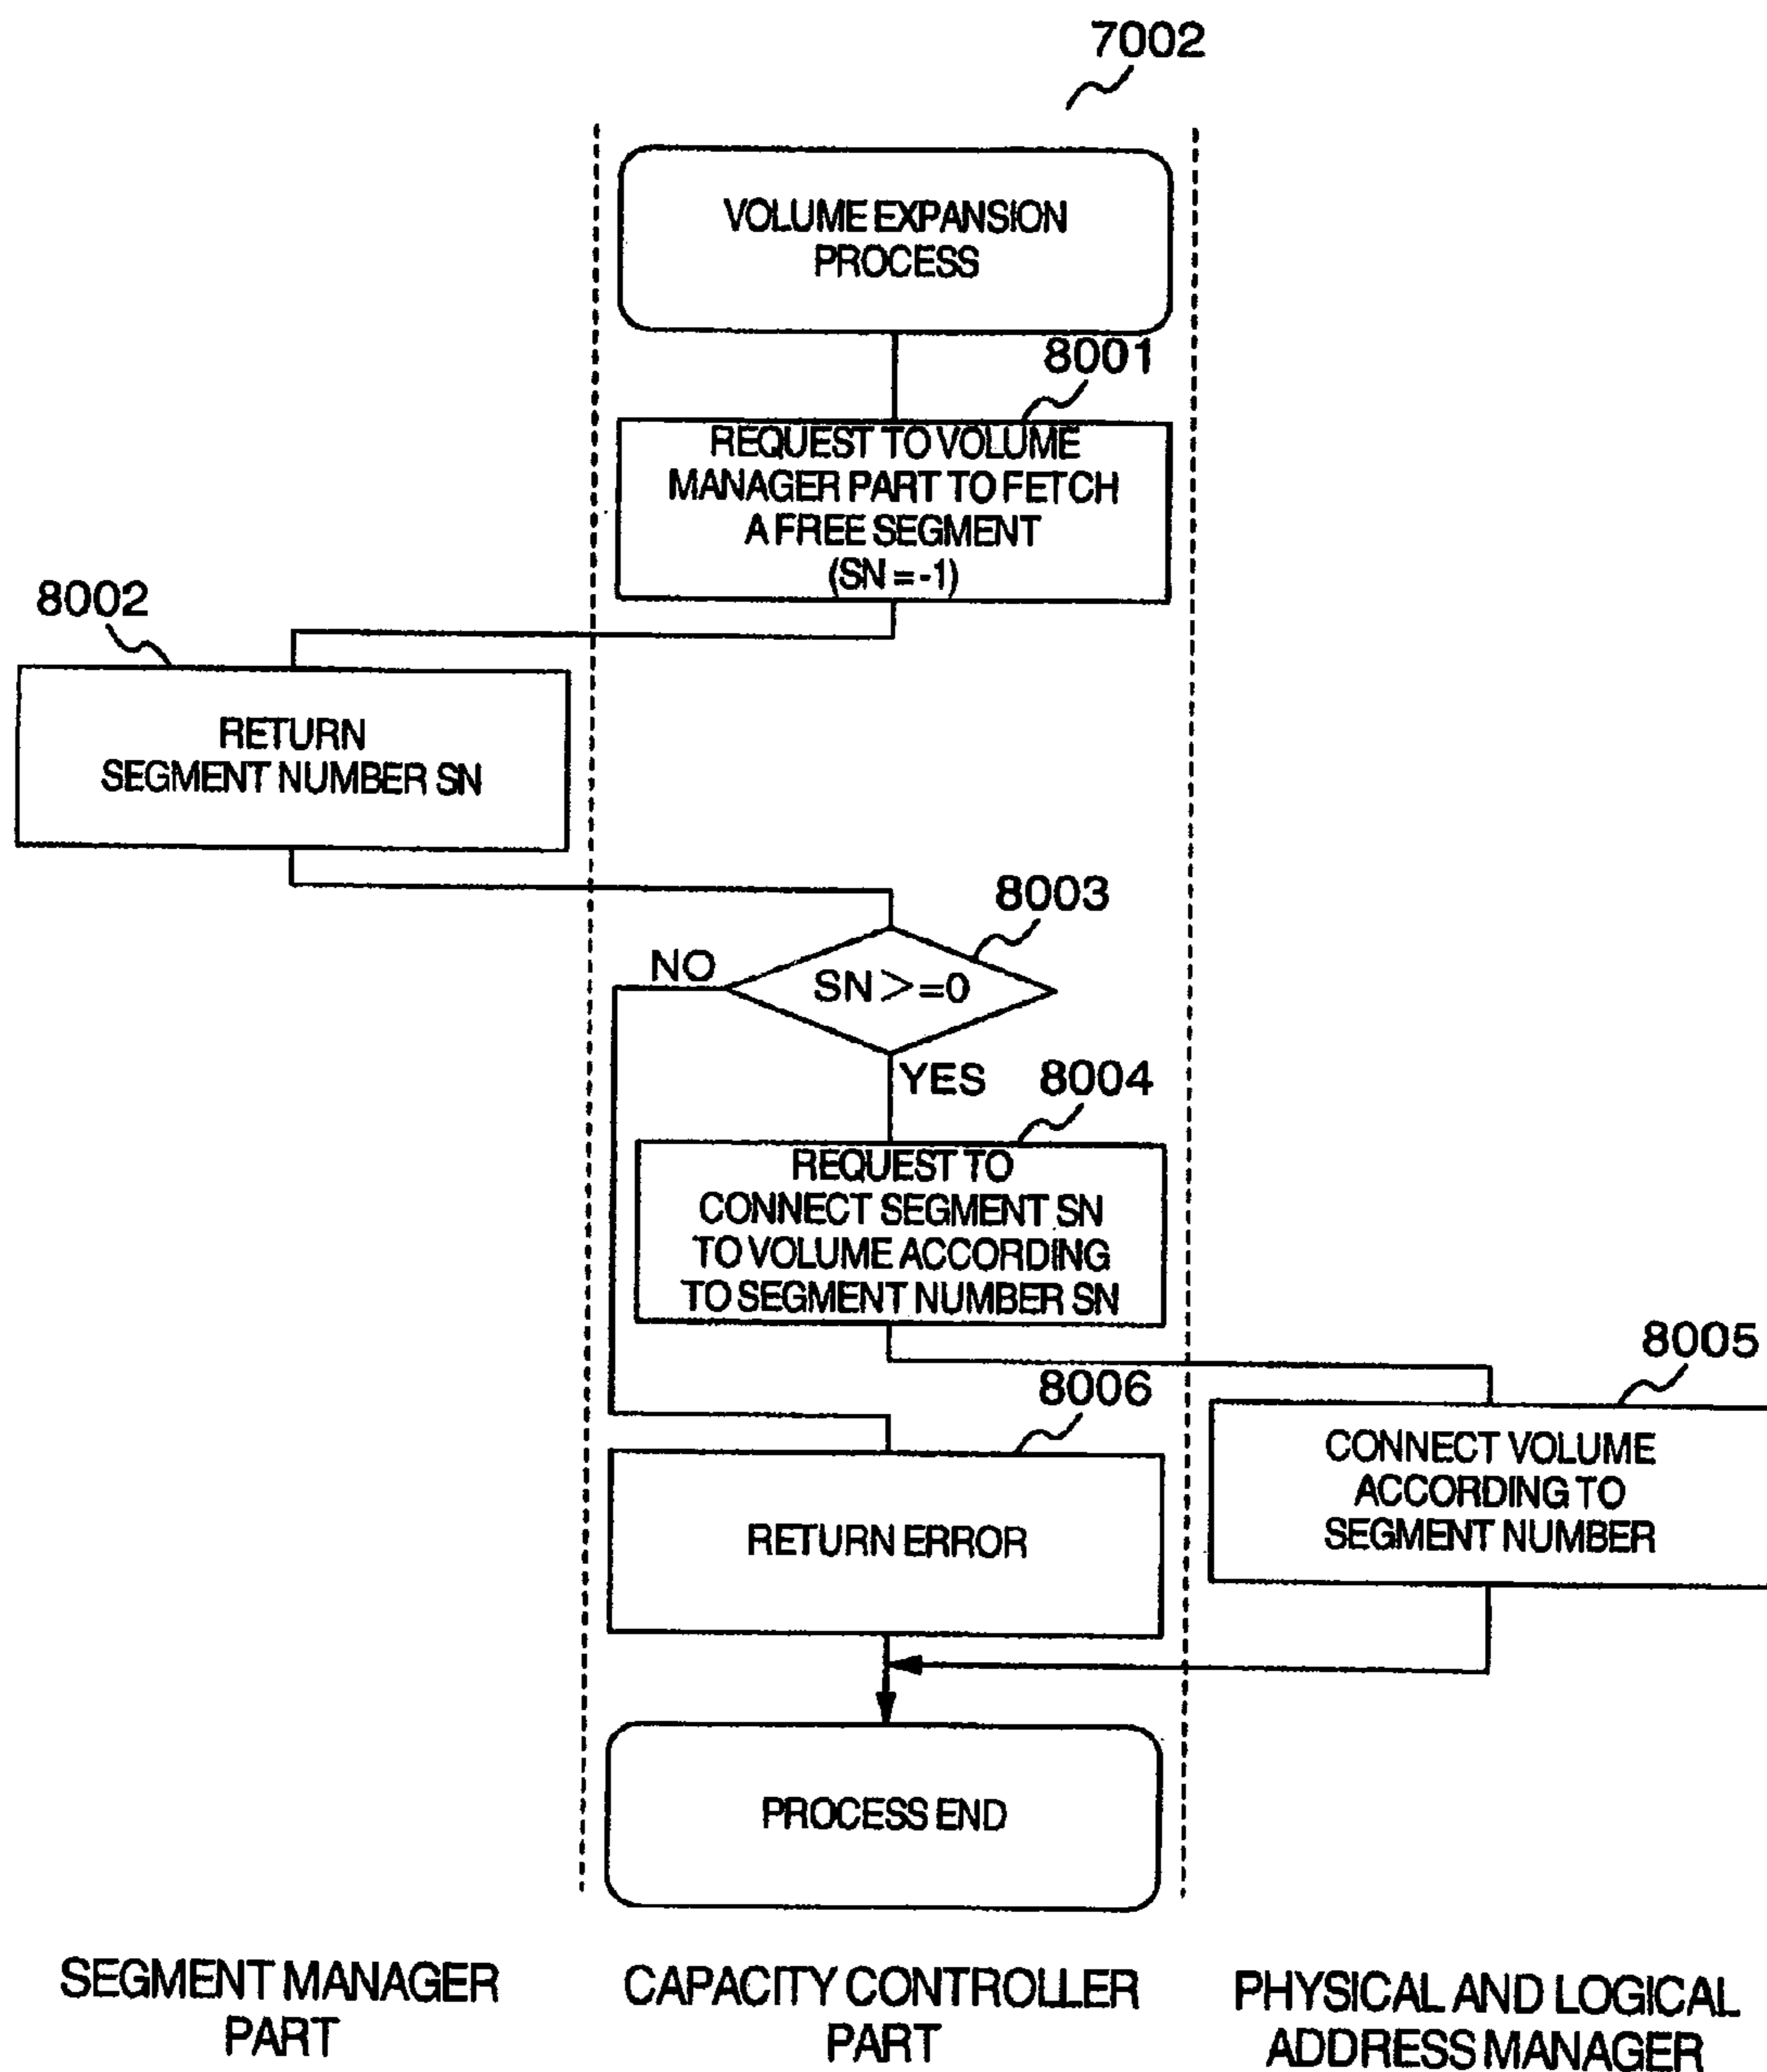 7002
VOLUME EXPANSION
PROCESS
8001
REQUEST TO VOLUME
MANAGER PART TO FETCH
A FREE SEGMENT
(SN = -1)
8002
RETURN
SEGMENT NUMBER SN
8003
NO
SN >=0
YES
8004
REQUEST TO
CONNECT SEGMENT SN
TO VOLUME ACCORDING
TO SEGMENT NUMBER SN
8005
CONNECT VOLUME
ACCORDING TO
SEGMENT NUMBER
8006
RETURN ERROR
PROCESS END
SEGMENT MANAGER
PART
CAPACITY CONTROLLER
PART
PHYSICAL AND LOGICAL
ADDRESS MANAGER